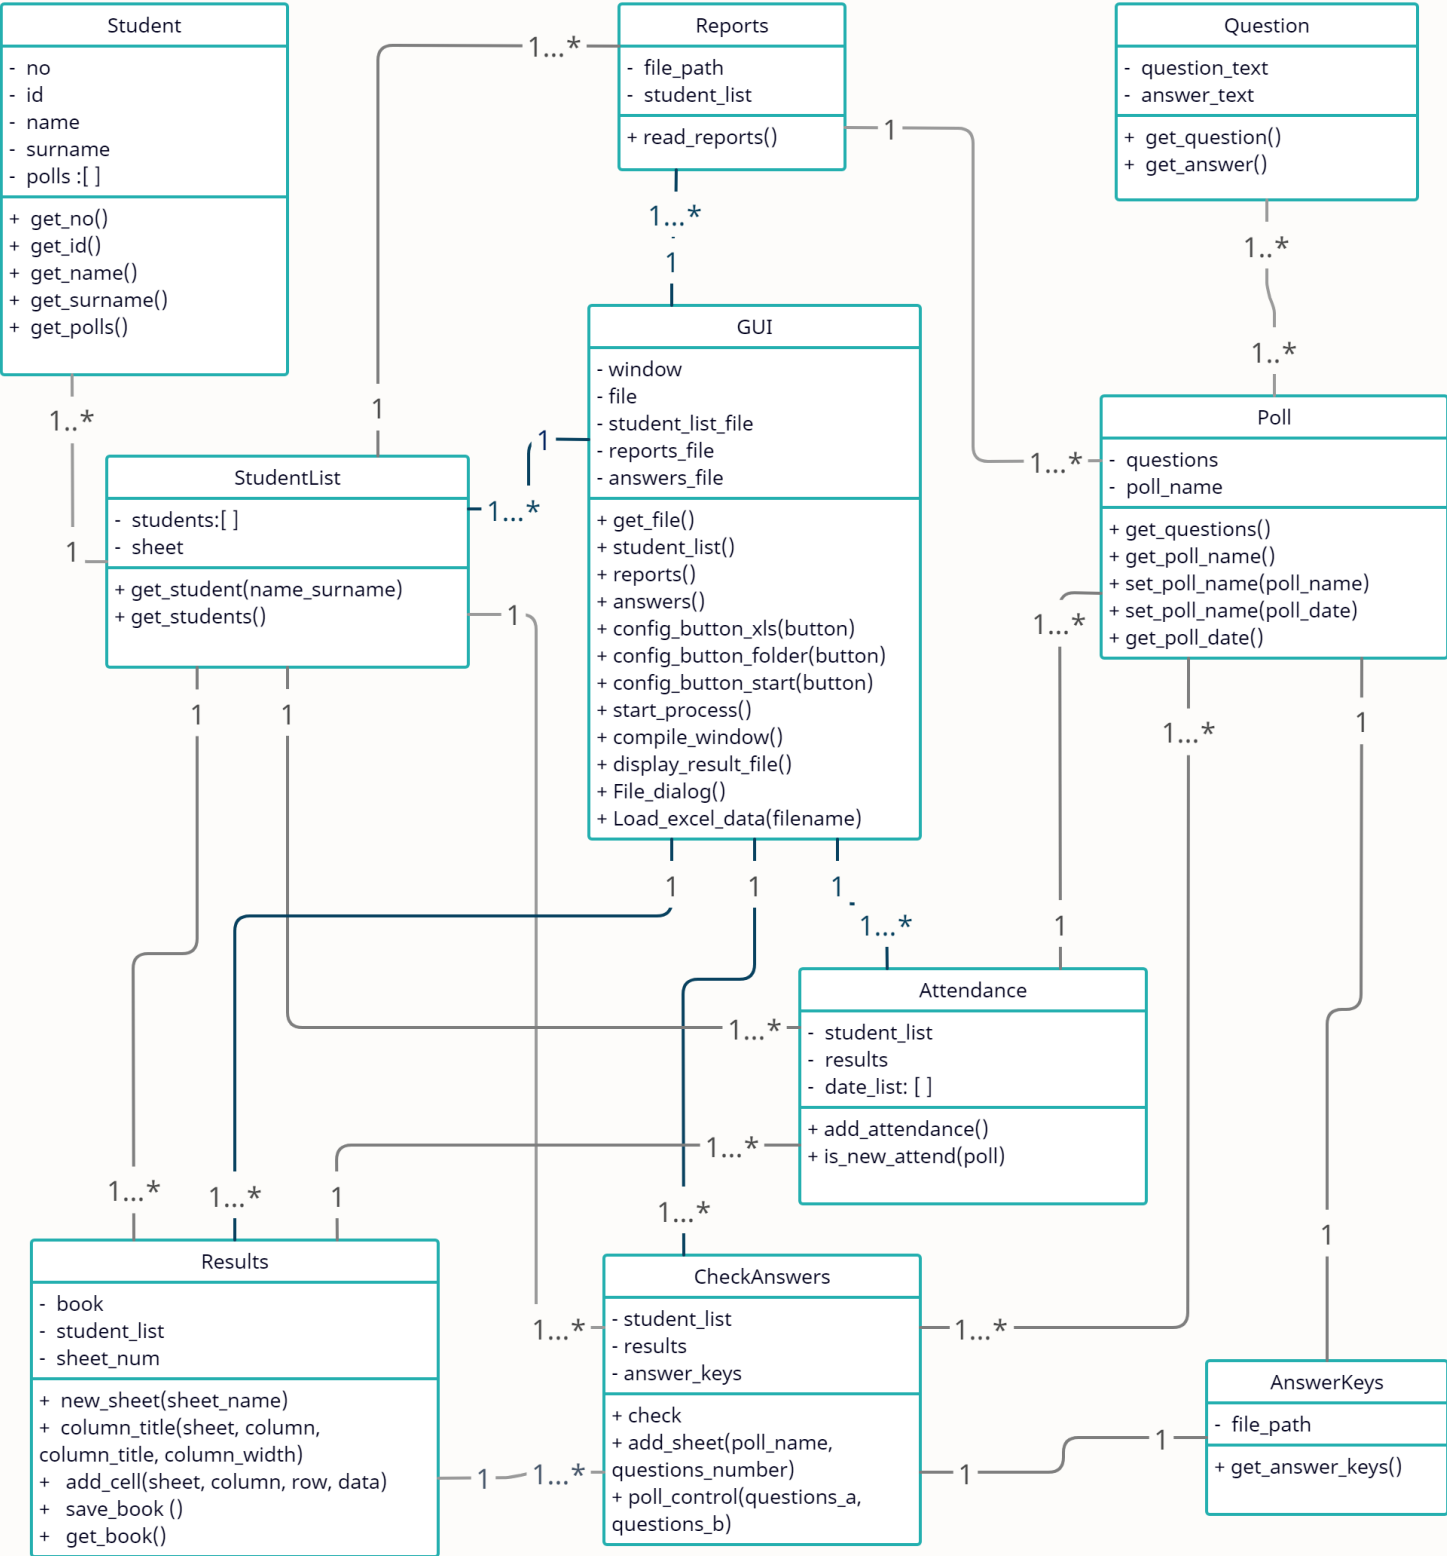 Student
- no
- id
- name
- surname
- polls :[ ]
+ get_no()
+ get_id()
+ get_name()
+ get_surname()
+ get_polls()
Reports
- file_path
- student_list
+ read_reports()
Question
- question_text
- answer_text
+ get_question()
+ get_answer()
1...*
1
1...*
1
1..*
1..*
1..*
1
1
1
1...*
1...*
GUI
- window
- file
- student_list_file
- reports_file
- answers_file
+ get_file()
+ student_list()
+ reports()
+ answers()
+ config_button_xls(button)
+ config_button_folder(button)
+ config_button_start(button)
+ start_process()
+ compile_window()
+ display_result_file()
+ File_dialog()
+ Load_excel_data(filename)
StudentList
- students:[ ]
- sheet
+ get_student(name_surname)
+ get_students()
Poll
- questions
- poll_name
+ get_questions()
+ get_poll_name()
+ set_poll_name(poll_name)
+ set_poll_name(poll_date)
+ get_poll_date()
1
1...*
1
1
1...*
1
1
1
1
1...*
1
Attendance
- student_list
- results
- date_list: [ ]
+ add_attendance()
+ is_new_attend(poll)
1...*
1...*
1...*
1...*
1
1...*
1
Results
- book
- student_list
- sheet_num
+ new_sheet(sheet_name)
+ column_title(sheet, column,
column_title, column_width)
+ add_cell(sheet, column, row, data)
+ save_book ()
+ get_book()
CheckAnswers
- student_list
- results
- answer_keys
+ check
+ add_sheet(poll_name,
questions_number)
+ poll_control(questions_a,
questions_b)
1...*
1...*
1
1...*
1
1
AnswerKeys
- file_path
+ get_answer_keys()